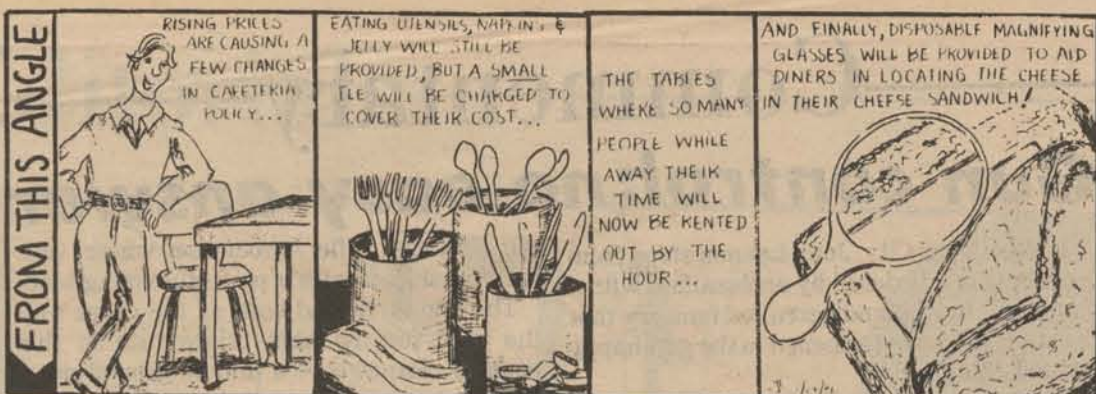 FROM THIS ANGLE
RISING PRICES
ARE CAUSING A
FEW CHANGES
IN CAFETERIA
POLICY...
EATING UTENSILS, NAPKINS &
JELLY WILL STILL BE
PROVIDED, BUT A SMALL
FEE WILL BE CHARGED TO
COVER THEIR COST...
THE TABLES
WHERE SO MANY
PEOPLE WHILE
AWAY THEIR
TIME WILL
NOW BE RENTED
OUT BY THE
HOUR...
AND FINALLY, DISPOSABLE MAGNIFYING
GLASSES WILL BE PROVIDED TO AID
DINERS IN LOCATING THE CHEESE
IN THEIR CHEESE SANDWICH!